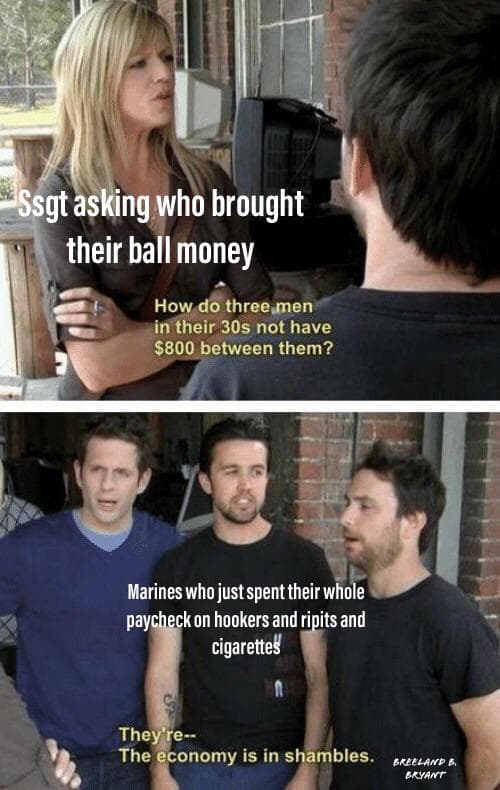 Ssgt asking who brought
their ball money
How do three men
in their 30s not have
$800 between them?
Marines who just spent their whole
paycheck on hookers and ripits and
cigarettes
They're--
The economy is in shambles.
BREELAND B.
BRYANT